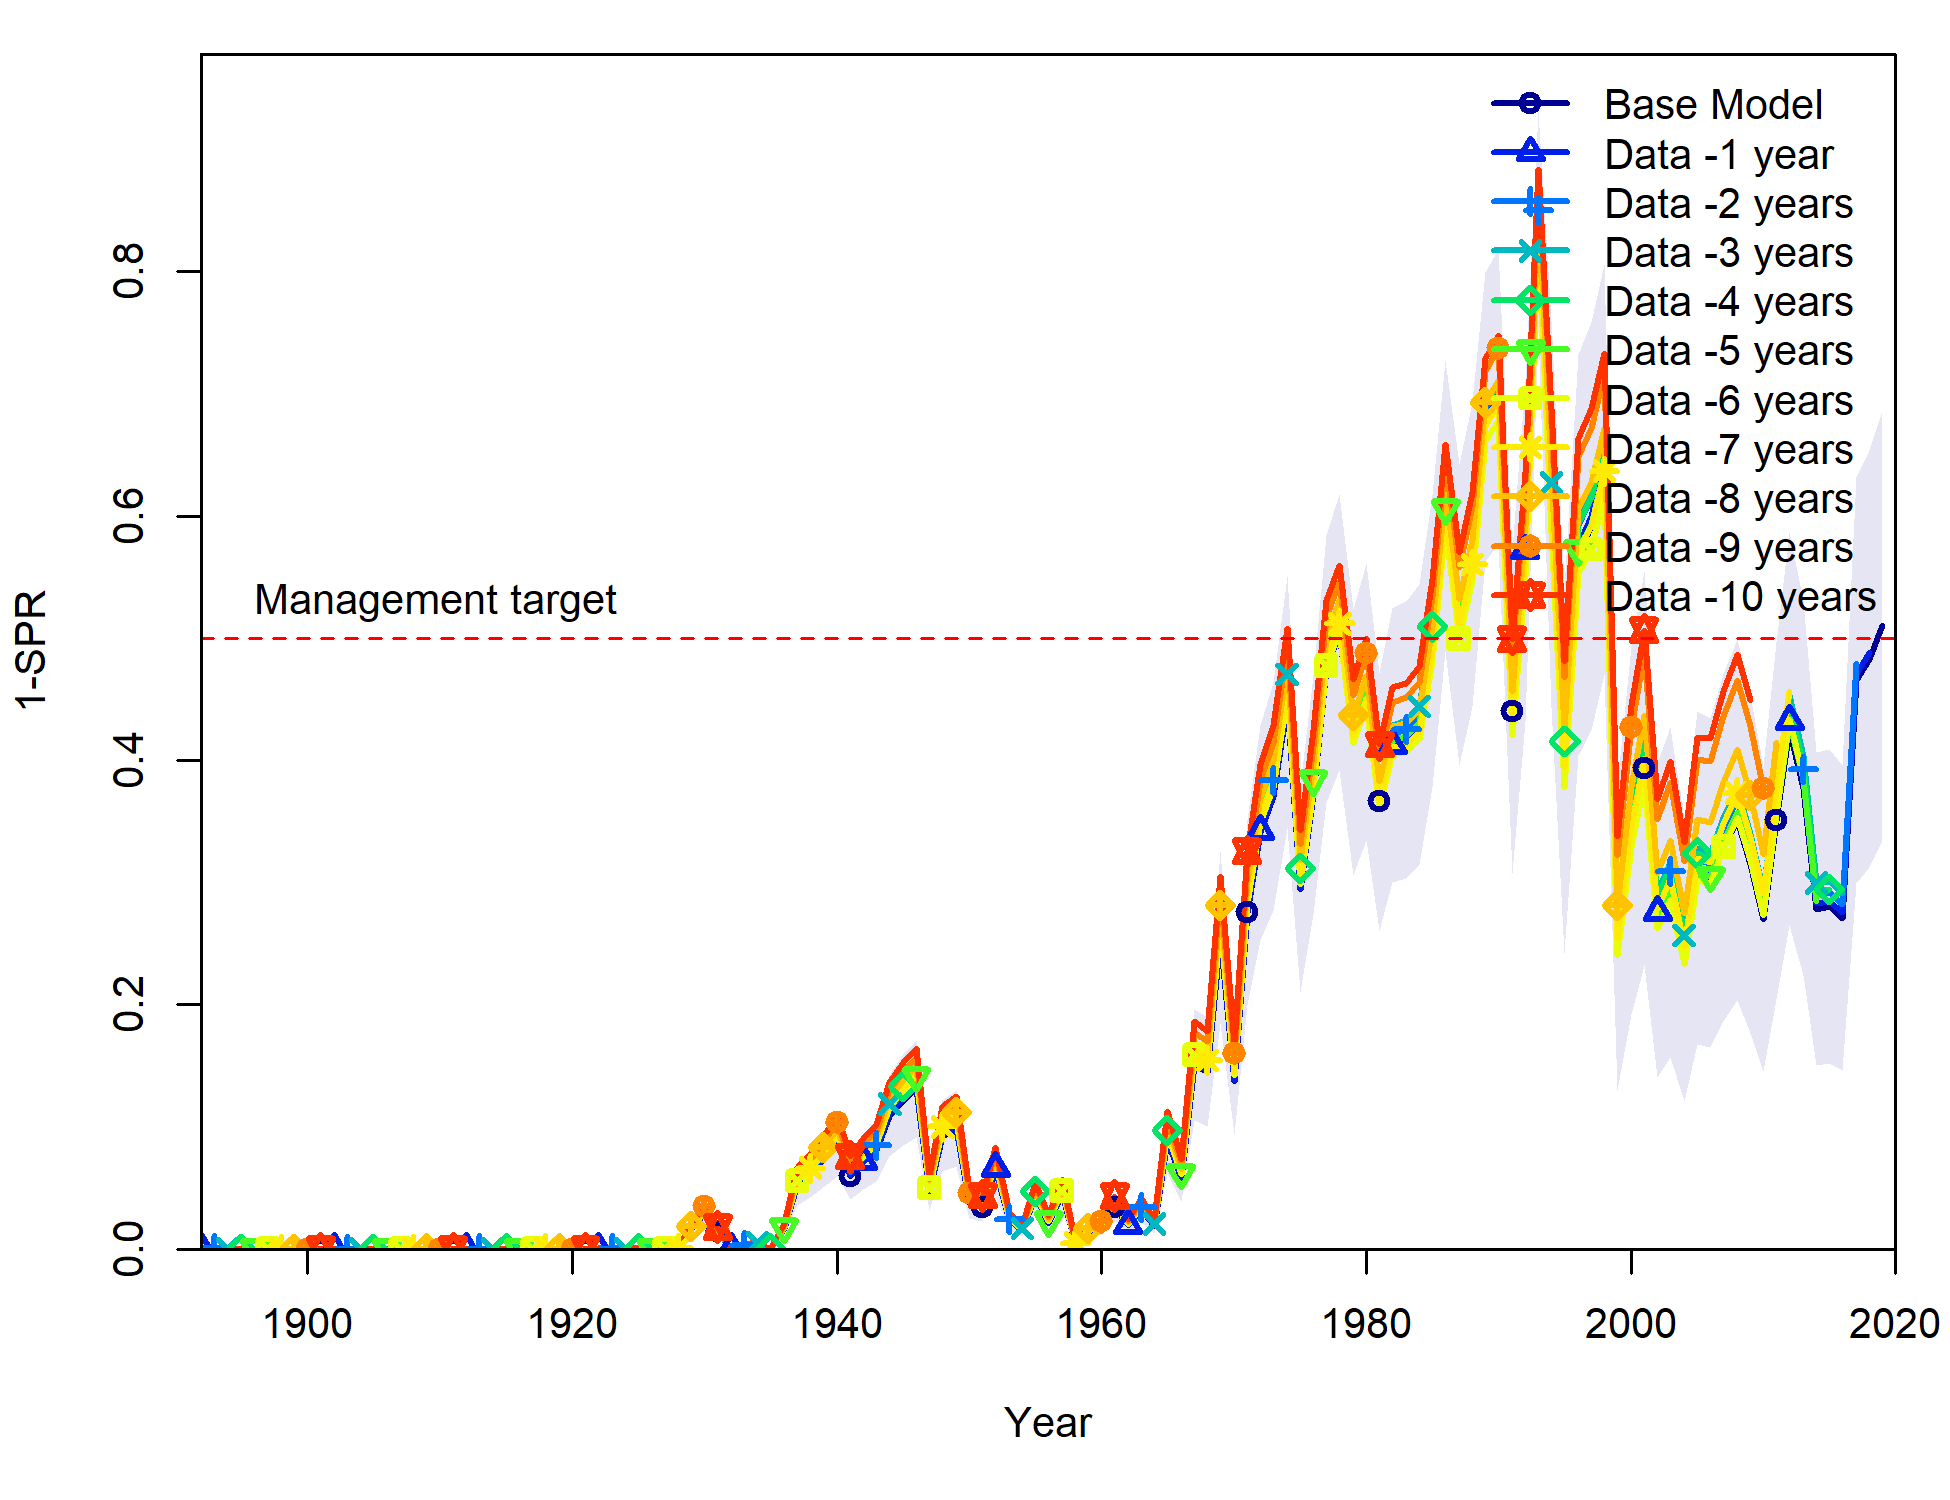 Base Model
Data -1 year
Data -2 years
Data -3 years
Data -4 years
Data -5 years
Data -6 years
Data -7 years
Data -8 years
Data -9 years
Data -10 years
Management target
1-SPR
0.8
0.6
0.4
0.2
0.0
1900 1920 1940 1960 1980 2000 2020
Year